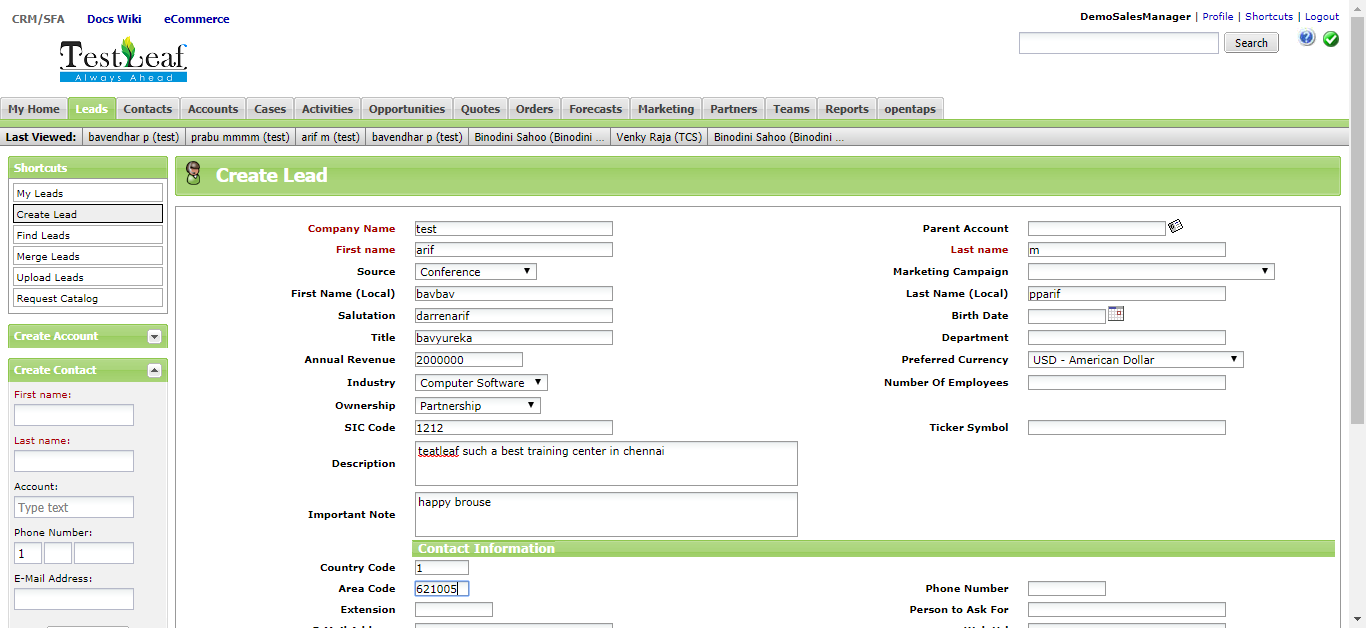 CRM/SFA Docs Wiki eCommerce
DemoSalesManager | Profile | Shortcuts | Logout
TestLeaf
Always Ahead
Search
?
My Home Leads Contacts Accounts Cases Activities Opportunities Quotes Orders Forecasts Marketing Partners Teams Reports opentaps
Last Viewed: bavendhar p (test) prabu mmmm (test) arif m (test) bavendhar p (test) Binodini Sahoo (Binodini ... Venky Raja (TCS) Binodini Sahoo (Binodini ...
Shortcuts
My Leads
Create Lead
Find Leads
Merge Leads
Upload Leads
Request Catalog
Create Account
Create Contact
First name:
Last name:
Account:
Type text
Phone Number:
1
E-Mail Address:
Create Lead
Company Name test Parent Account
First name arif Last name m
Source Conference Marketing Campaign
First Name (Local) bavbav Last Name (Local) pparif
Salutation darrenarif Birth Date
Title bavyureka Department
Annual Revenue 2000000 Preferred Currency USD - American Dollar
Industry Computer Software Number Of Employees
Ownership Partnership
SIC Code 1212 Ticker Symbol
Description teatleaf such a best training center in chennai
Important Note happy brouse
Contact Information
Country Code 1
Area Code 621005 Phone Number
Extension Person to Ask For